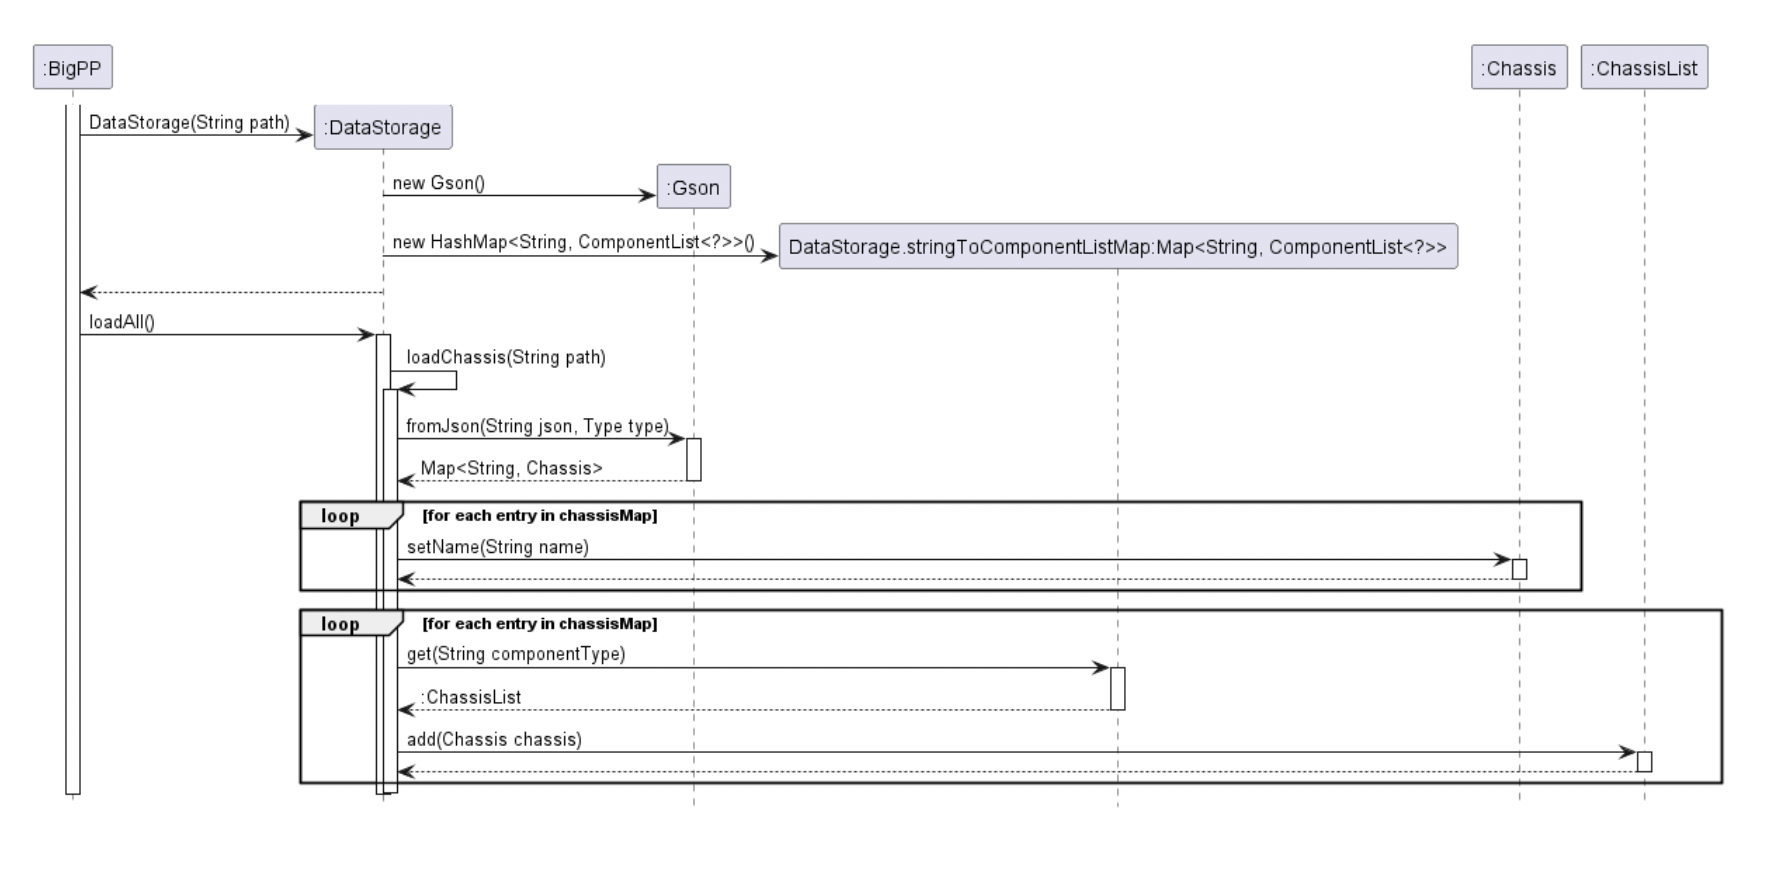 :BigPP
:Chassis
:ChassisList
DataStorage(String path)
:DataStorage
new Gson()
:Gson
new HashMap<String, ComponentList<?>>()
DataStorage.stringToComponentListMap:Map<String, ComponentList<?>>
loadAll()
loadChassis(String path)
fromJson(String json, Type type)
Map<String, Chassis>
loop
[for each entry in chassisMap]
setName(String name)
loop
[for each entry in chassisMap]
get(String componentType)
:ChassisList
add(Chassis chassis)